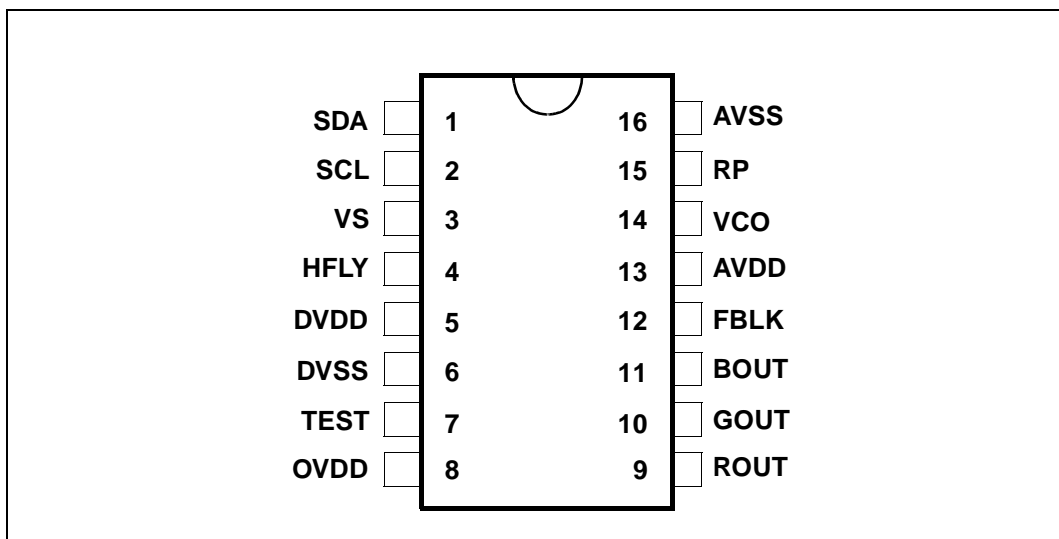 SDA 1 16 AVSS
SCL 2 15 RP
VS 3 14 VCO
HFLY 4 13 AVDD
DVDD 5 12 FBLK
DVSS 6 11 BOUT
TEST 7 10 GOUT
OVDD 8 9 ROUT